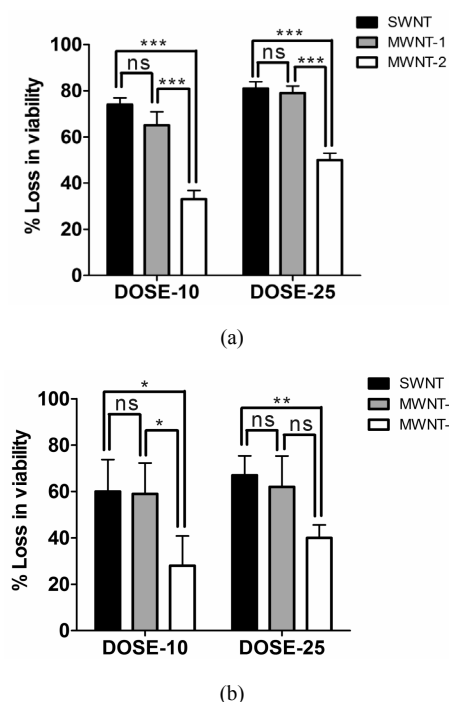 SWNT
MWNT-1
MWNT-2
% Loss in viability
100
80
60
40
20
0
***
ns
***
***
ns
***
DOSE-10
DOSE-25
(a)
SWNT
MWNT-
MWNT-
% Loss in viability
100
80
60
40
20
0
*
ns
*
**
ns
ns
DOSE-10
DOSE-25
(b)